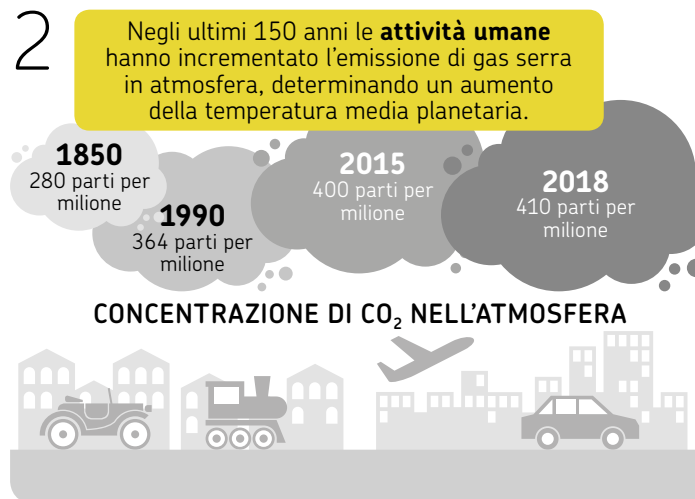 2
Negli ultimi 150 anni le attività umane
hanno incrementato l'emissione di gas serra
in atmosfera, determinando un aumento
della temperatura media planetaria.
1850
280 parti per
milione
1990
364 parti per
milione
2015
400 parti per
milione
2018
410 parti per
milione
CONCENTRAZIONE DI CO₂ NELL'ATMOSFERA